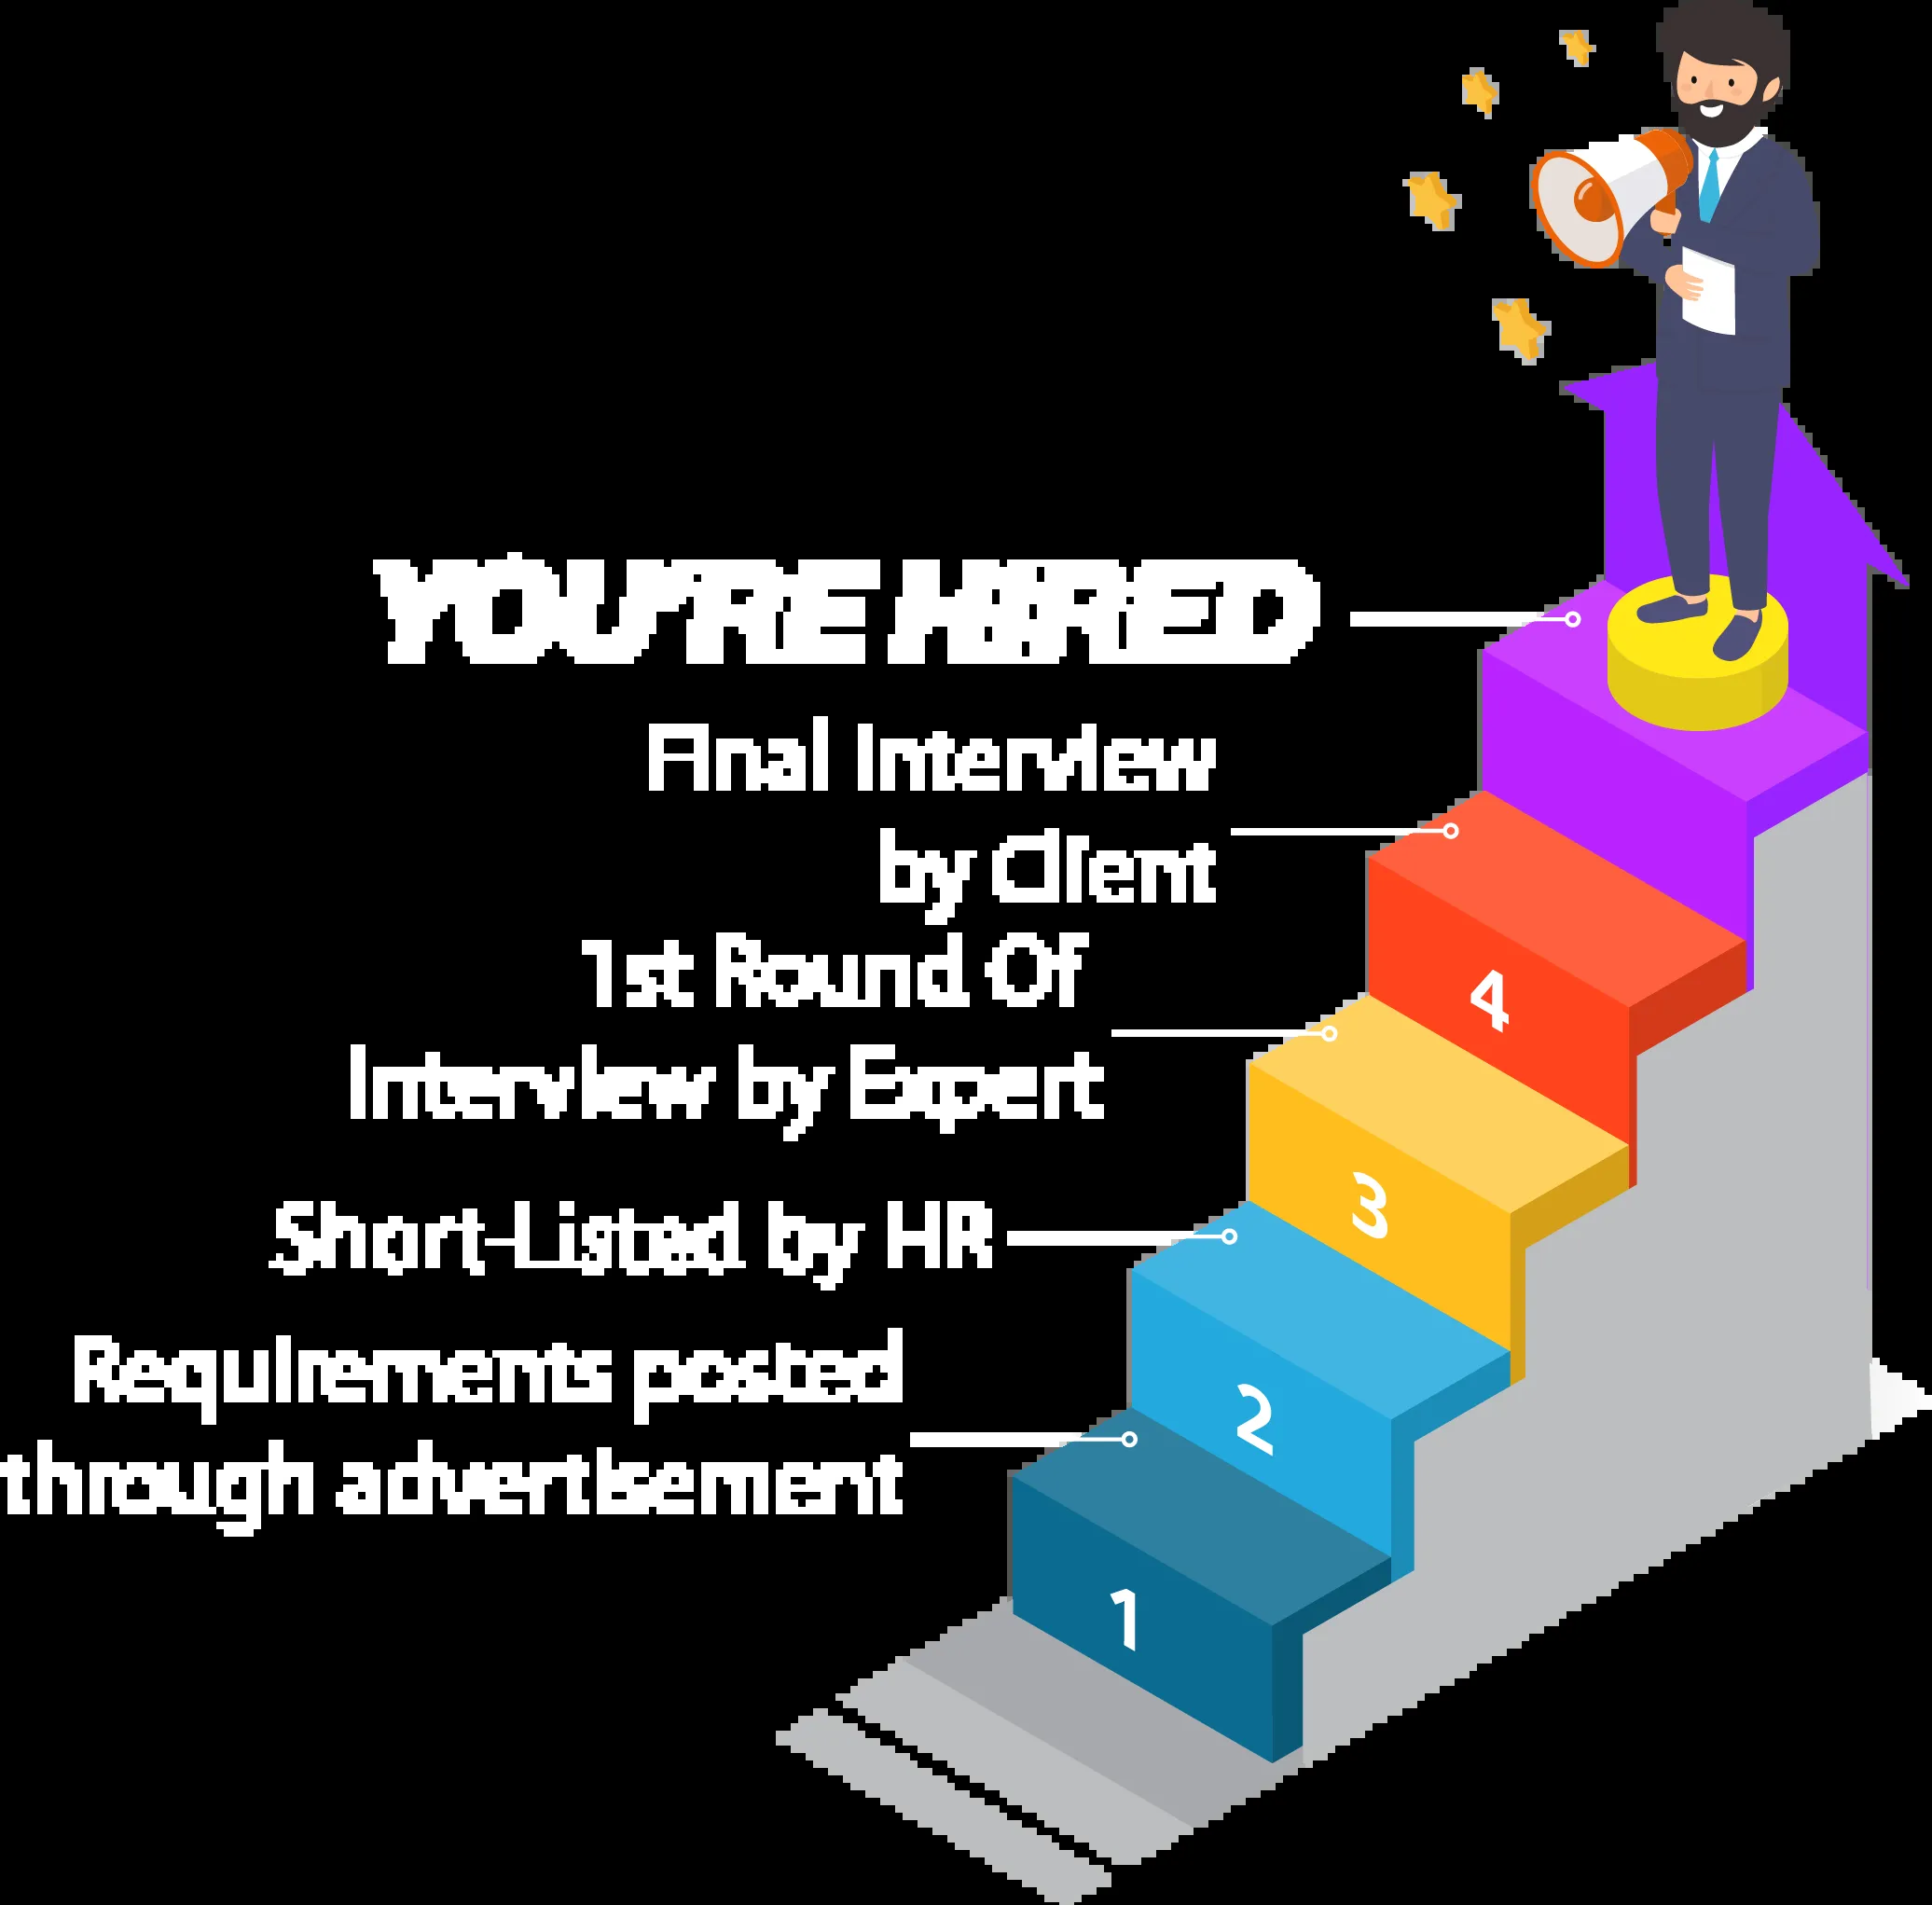 YOU'RE HIRED
Final Interview
by Client
1st Round Of
Interview by Expert
4
3
Short-Listed by HR
2
Requirements posted
through advertisement
1